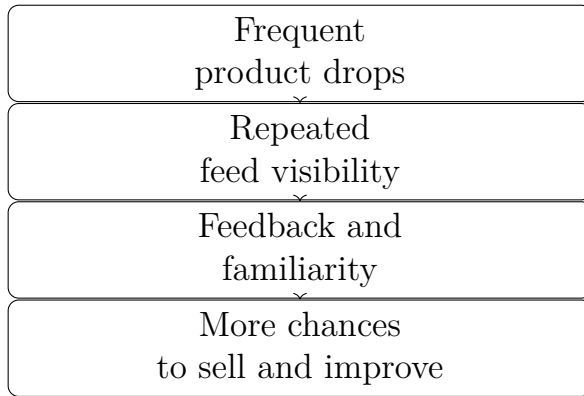 Frequent
product drops
Repeated
feed visibility
Feedback and
familiarity
More chances
to sell and improve